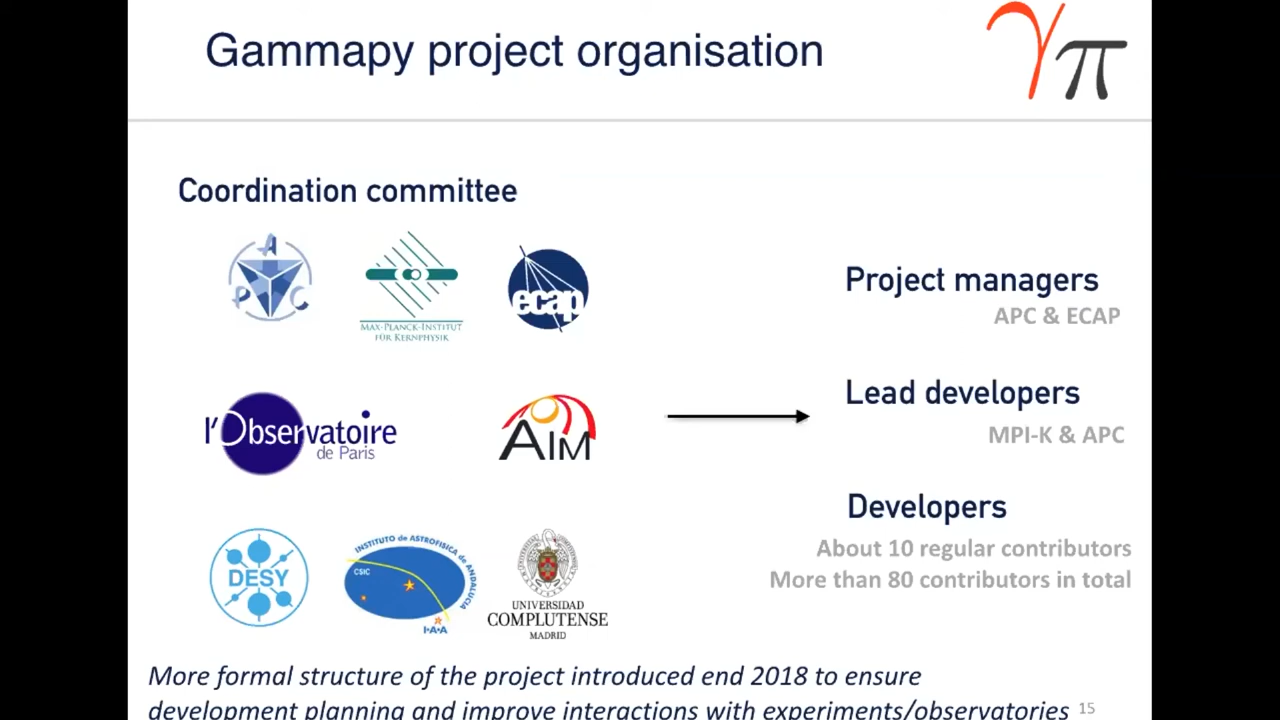 Gammapy project organisation
γπ
Coordination committee
A
P C
MAX-PLANCK-INSTITUT
FÜR KERNPHYSIK
ecap
Project managers
APC & ECAP
l'Observatoire
de Paris
AIM
Lead developers
MPI-K & APC
DESY
INSTITUTO de ASTROFISICA de ANDALUCIA
CSIC
I·A·A
UNIVERSIDAD
COMPLUTENSE
MADRID
Developers
About 10 regular contributors
More than 80 contributors in total
More formal structure of the project introduced end 2018 to ensure
development planning and improve interactions with experiments/observatories
15